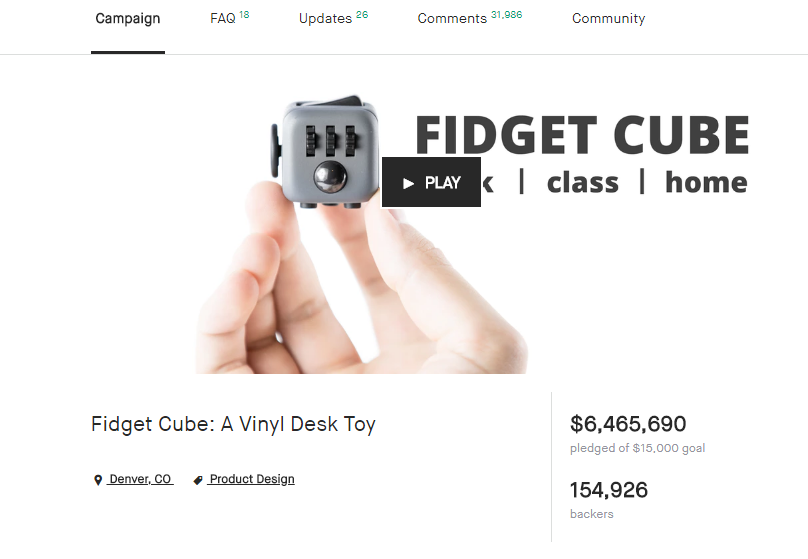 Campaign FAQ 18 Updates 26 Comments 31,986 Community
FIDGET CUBE
PLAY | class | home
Fidget Cube: A Vinyl Desk Toy
Denver, CO Product Design
$6,465,690
pledged of $15,000 goal
154,926
backers